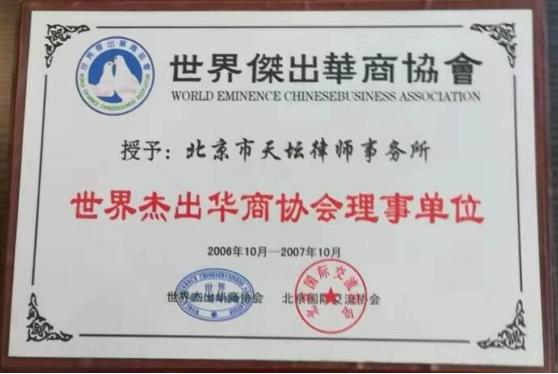 世界傑出華商協會
WORLD EMINENCE CHINESEBUSINESS ASSOCIATION
授予：北京市天坛律师事务所
世界杰出华商协会理事单位
2006年10月—2007年10月
世界杰出华商协会 北京国际交流协会